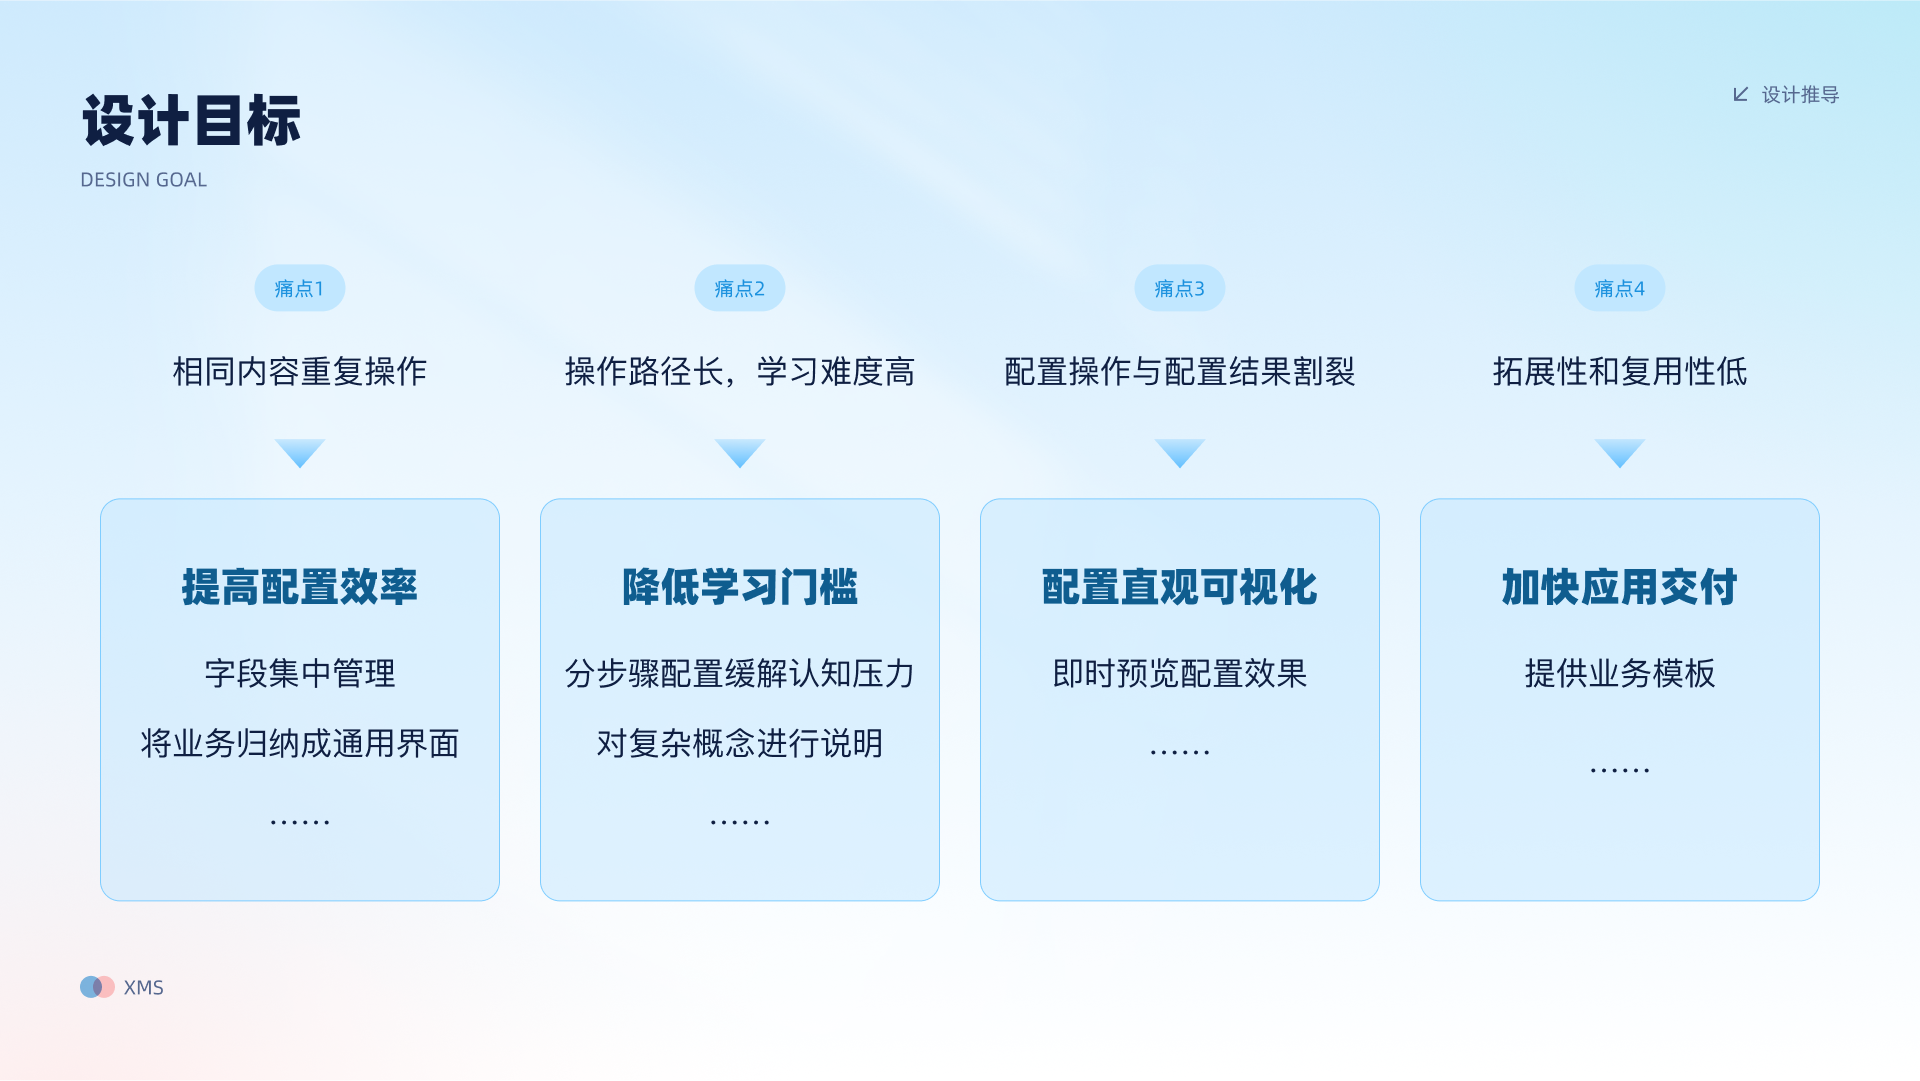 设计目标
DESIGN GOAL
设计推导
痛点1
相同内容重复操作
提高配置效率
字段集中管理
将业务归纳成通用界面
……
痛点2
操作路径长，学习难度高
降低学习门槛
分步骤配置缓解认知压力
对复杂概念进行说明
……
痛点3
配置操作与配置结果割裂
配置直观可视化
即时预览配置效果
……
痛点4
拓展性和复用性低
加快应用交付
提供业务模板
……
XMS